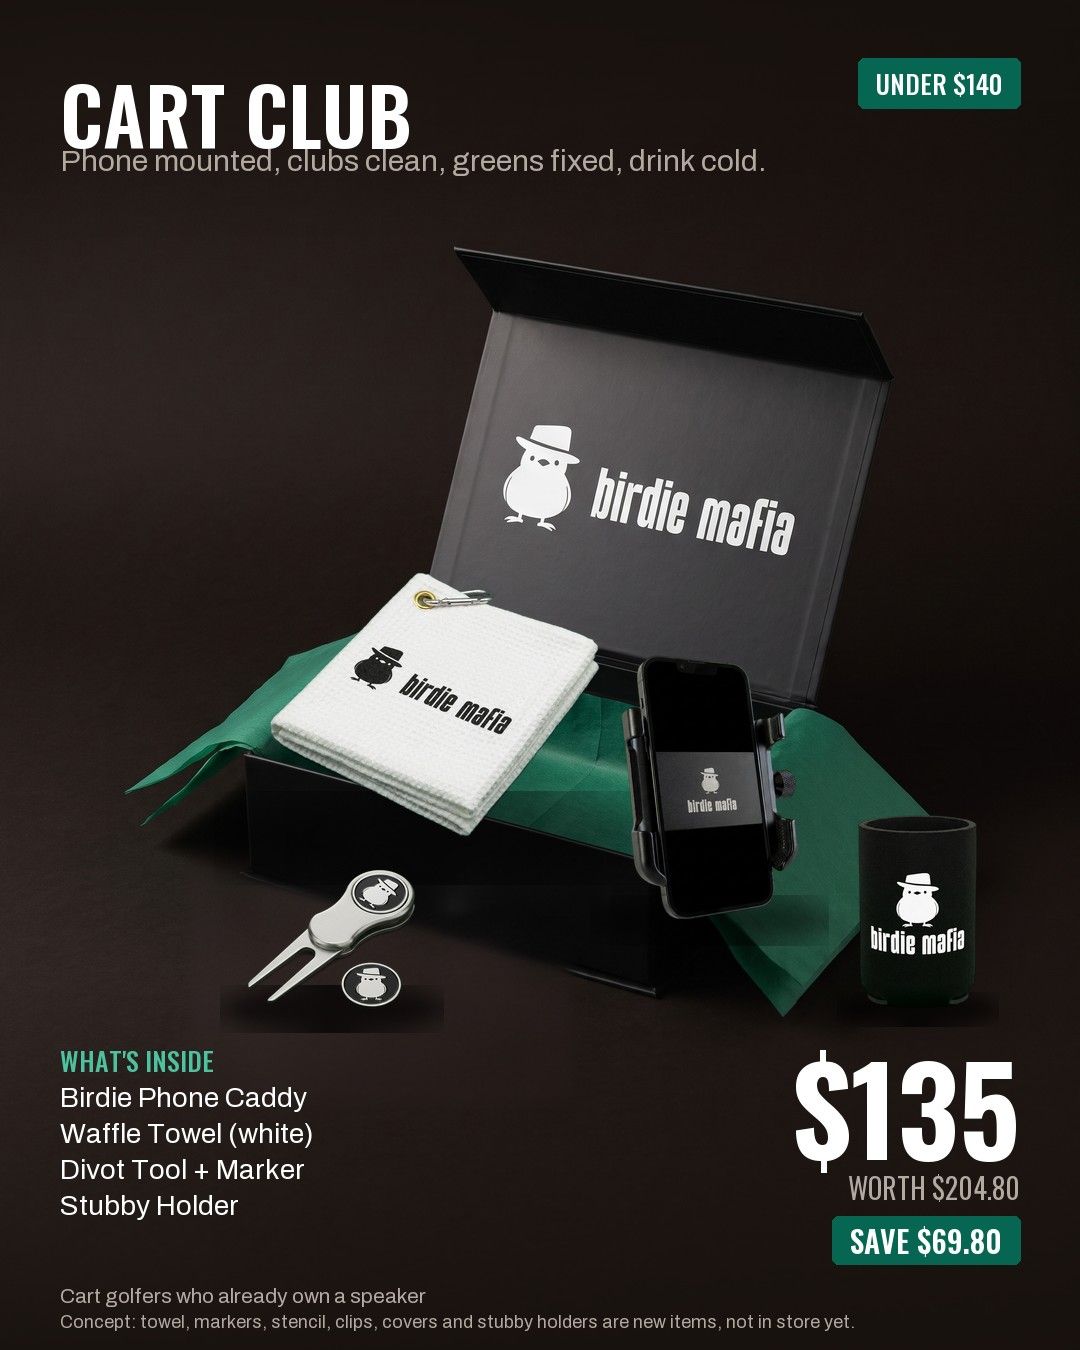 CART CLUB
UNDER $140
Phone mounted, clubs clean, greens fixed, drink cold.
birdie mafia
birdie mafia
birdie mafia
birdie mafia
WHAT'S INSIDE
Birdie Phone Caddy
Waffle Towel (white)
Divot Tool + Marker
Stubby Holder
$135
WORTH $204.80
SAVE $69.80
Cart golfers who already own a speaker
Concept: towel, markers, stencil, clips, covers and stubby holders are new items, not in store yet.